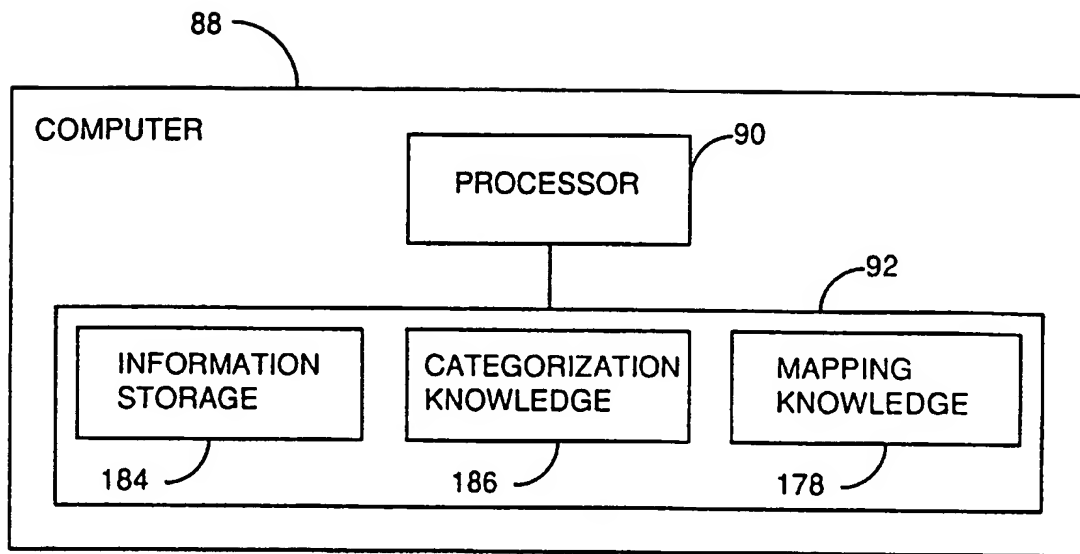 88
COMPUTER
90
PROCESSOR
92
INFORMATION
STORAGE
CATEGORIZATION
KNOWLEDGE
MAPPING
KNOWLEDGE
184
186
178